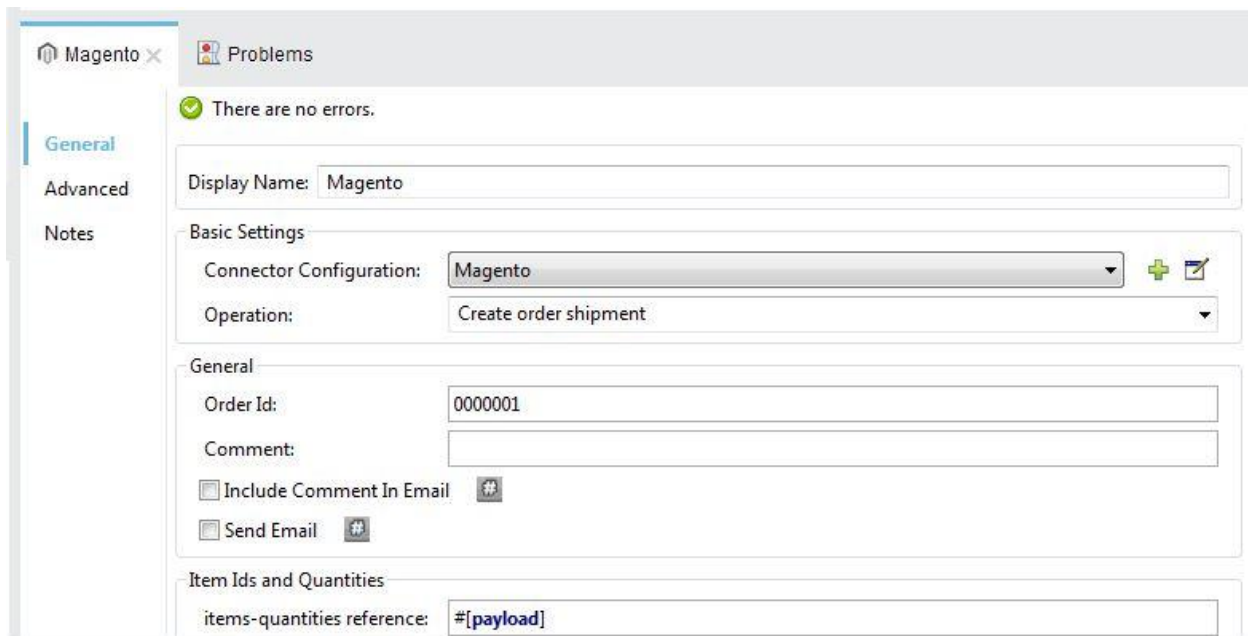 Magento
Problems
There are no errors.
General
Advanced
Notes
Display Name: Magento
Basic Settings
Connector Configuration: Magento
Operation: Create order shipment
General
Order Id: 0000001
Comment:
Include Comment In Email #
Send Email #
Item Ids and Quantities
items-quantities reference: #[payload]